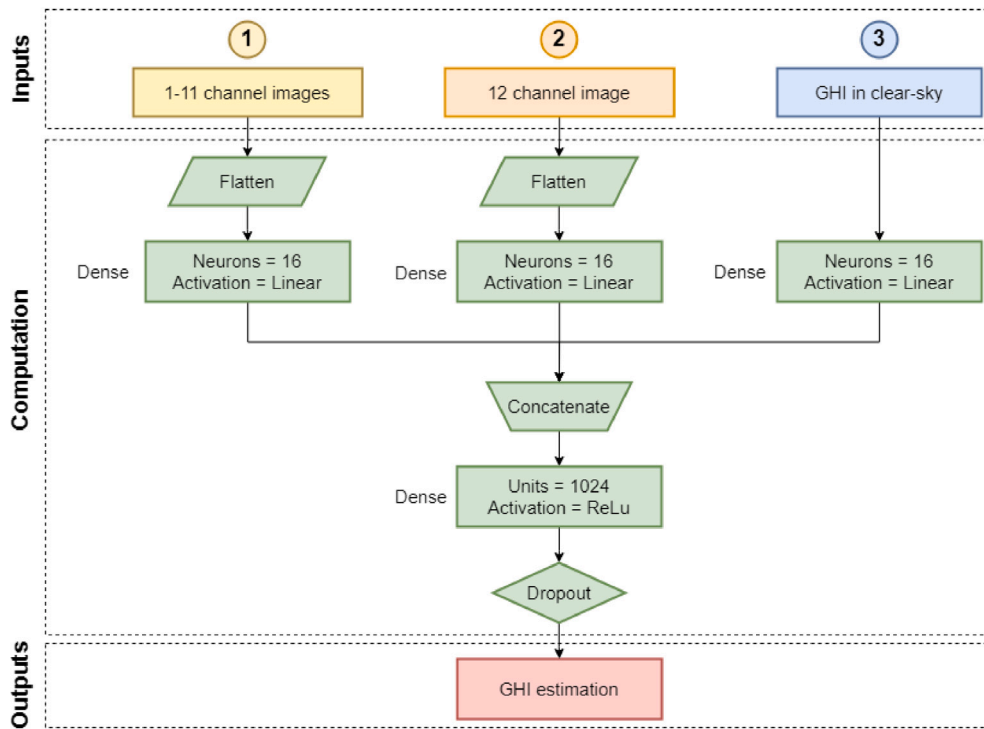 Inputs
1
2
3
1-11 channel images
12 channel image
GHI in clear-sky
Computation
Flatten
Flatten
Dense
Neurons = 16
Activation = Linear
Dense
Neurons = 16
Activation = Linear
Dense
Neurons = 16
Activation = Linear
Concatenate
Dense
Units = 1024
Activation = ReLu
Dropout
Outputs
GHI estimation